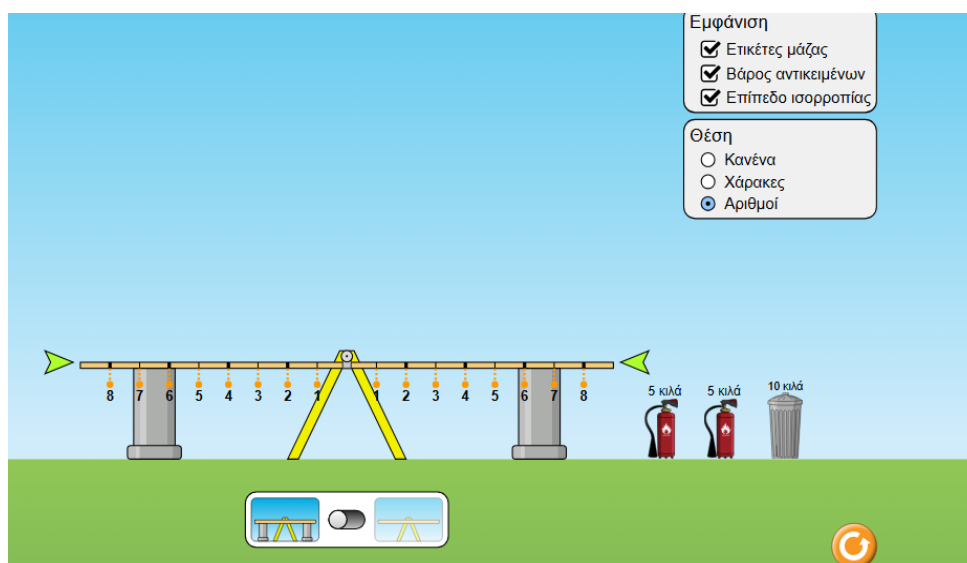 Εμφάνιση
Ετικέτες μάζας
Βάρος αντικειμένων
Επίπεδο ισορροπίας
Θέση
Κανένα
Χάρακες
Αριθμοί
8 7 6 5 4 3 2 1 1 2 3 4 5 6 7 8
5 κιλά 5 κιλά 10 κιλά